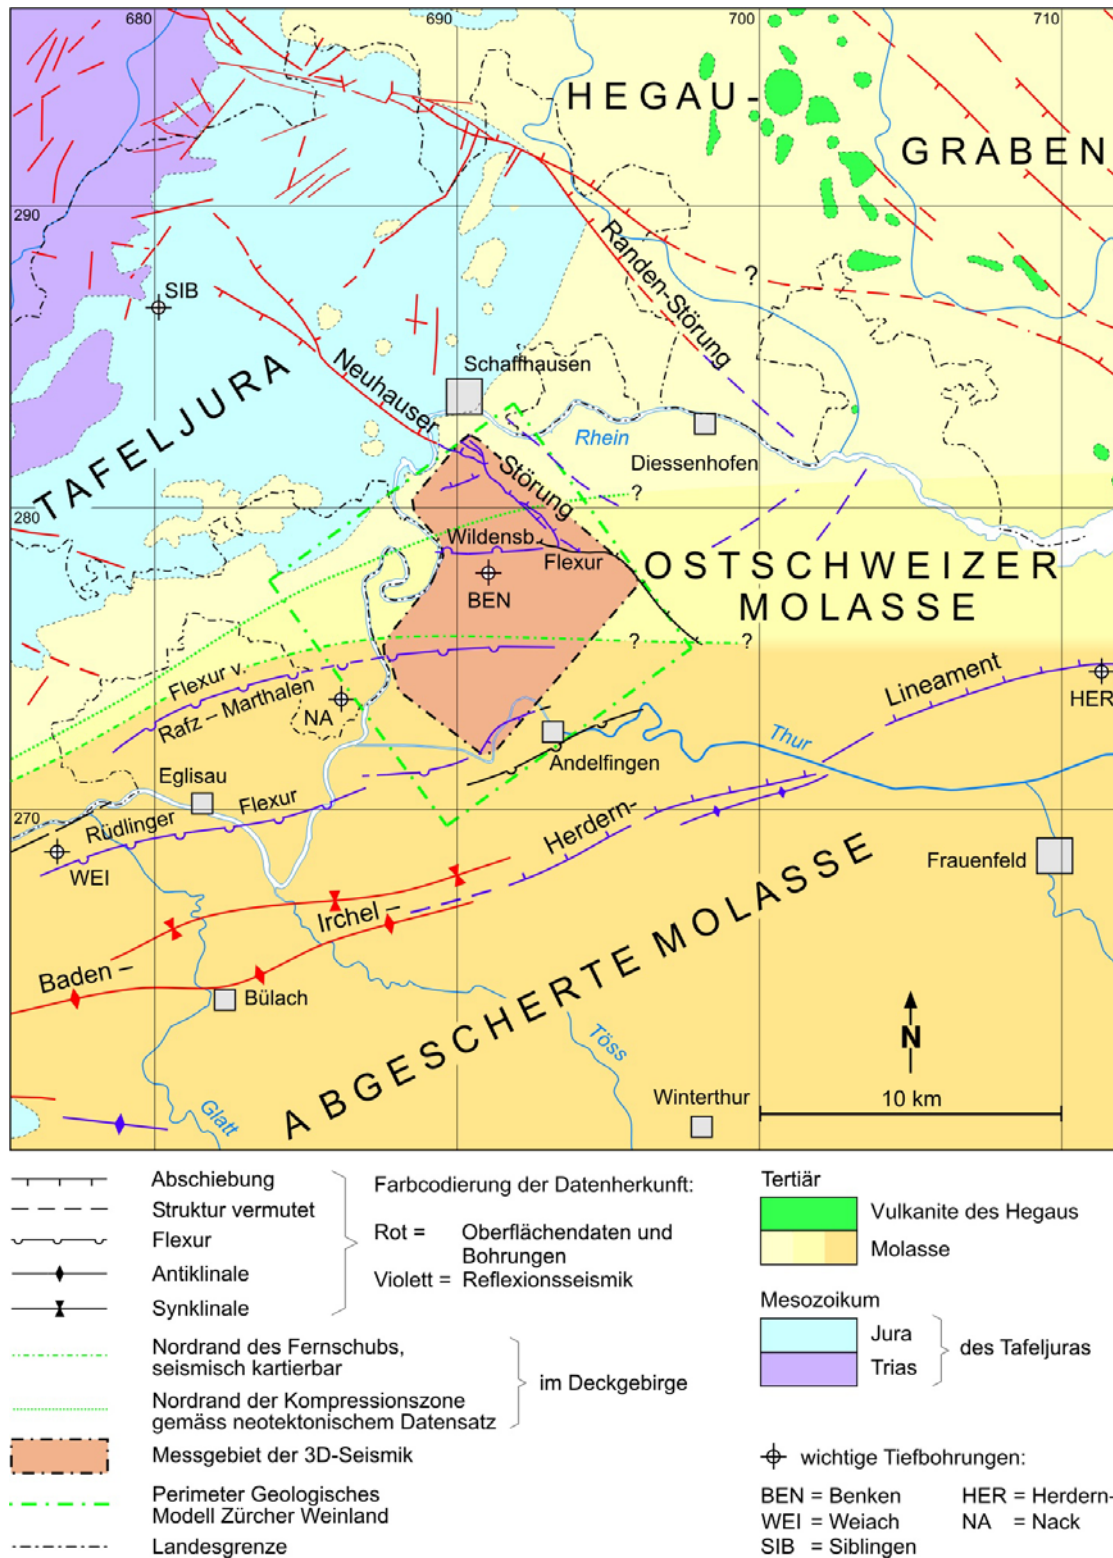 680
690
700
710
HEGAU-
GRABEN
290
SIB
Randen-Störung
?
Schaffhausen
Neuhauser
Störung
TAFELJURA
Rhein
Diessenhofen
?
280
Wildensb.
Flexur
OSTSCHWEIZER
MOLASSE
BEN
?
?
Flexur v.
Rafz – Marthalen
NA
Lineament
HER
Eglisau
Andelfingen
Thur
270
Rüdlinger
Flexur
WEI
Herdern-
Frauenfeld
Irchel –
Baden –
Bülach
ABGESCHERTE MOLASSE
N
Töss
Glatt
Winterthur
10 km
Abschiebung
Struktur vermutet
Flexur
Antiklinale
Synklinale
Farbcodierung der Datenherkunft:
Rot = Oberflächendaten und
Bohrungen
Violett = Reflexionsseismik
Nordrand des Fernschubs,
seismisch kartierbar
Nordrand der Kompressionszone
gemäss neotektonischem Datensatz
im Deckgebirge
Messgebiet der 3D-Seismik
Perimeter Geologisches
Modell Zürcher Weinland
Landesgrenze
Tertiär
Vulkanite des Hegaus
Molasse
Mesozoikum
Jura
Trias
des Tafeljuras
wichtige Tiefbohrungen:
BEN = Benken HER = Herdern-
WEI = Weiach NA = Nack
SIB = Siblingen